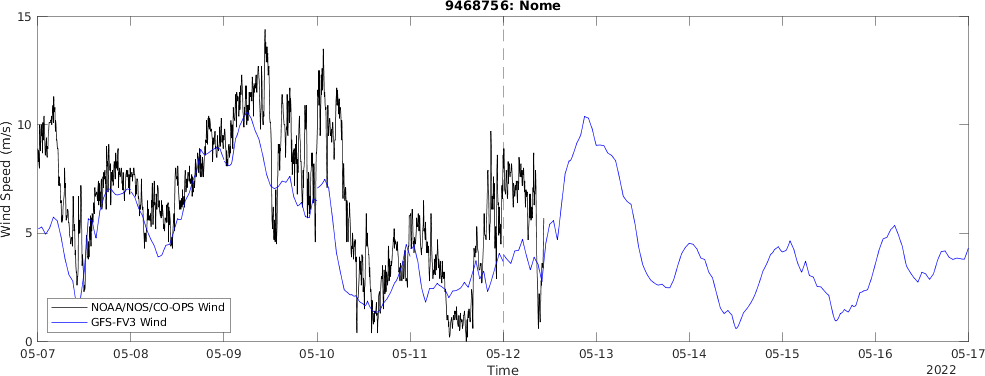 9468756: Nome
15
10
5
0
Wind Speed (m/s)
NOAA/NOS/CO-OPS Wind
GFS-FV3 Wind
05-07 05-08 05-09 05-10 05-11 05-12 05-13 05-14 05-15 05-16 05-17
Time
2022